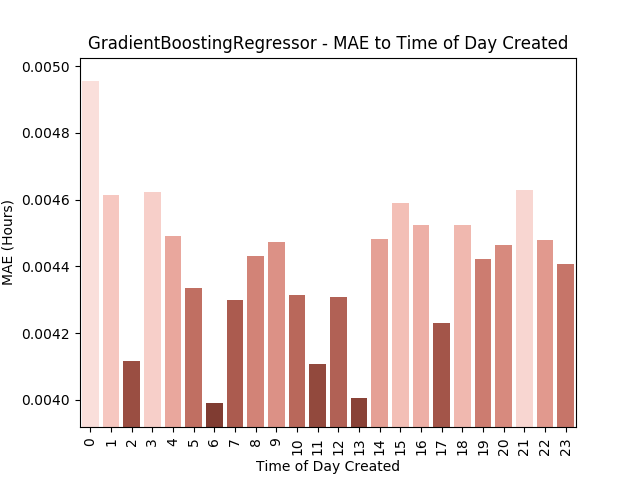 GradientBoostingRegressor - MAE to Time of Day Created
0.0050
0.0048
0.0046
0.0044
0.0042
0.0040
MAE (Hours)
0 1 2 3 4 5 6 7 8 9 10 11 12 13 14 15 16 17 18 19 20 21 22 23
Time of Day Created